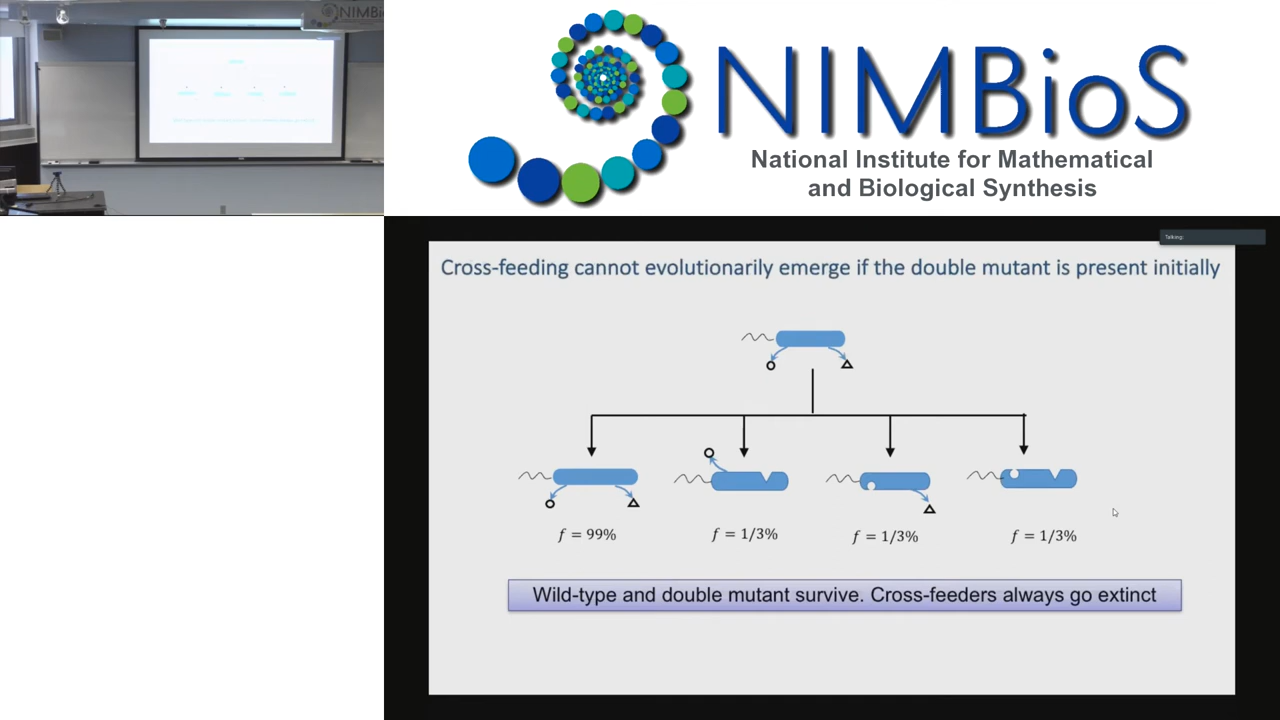 NIMBio
NIMBioS
National Institute for Mathematical
and Biological Synthesis
Talking:
Cross-feeding cannot evolutionarily emerge if the double mutant is present initially
f = 99%
f = 1/3%
f = 1/3%
f = 1/3%
Wild-type and double mutant survive. Cross-feeders always go extinct